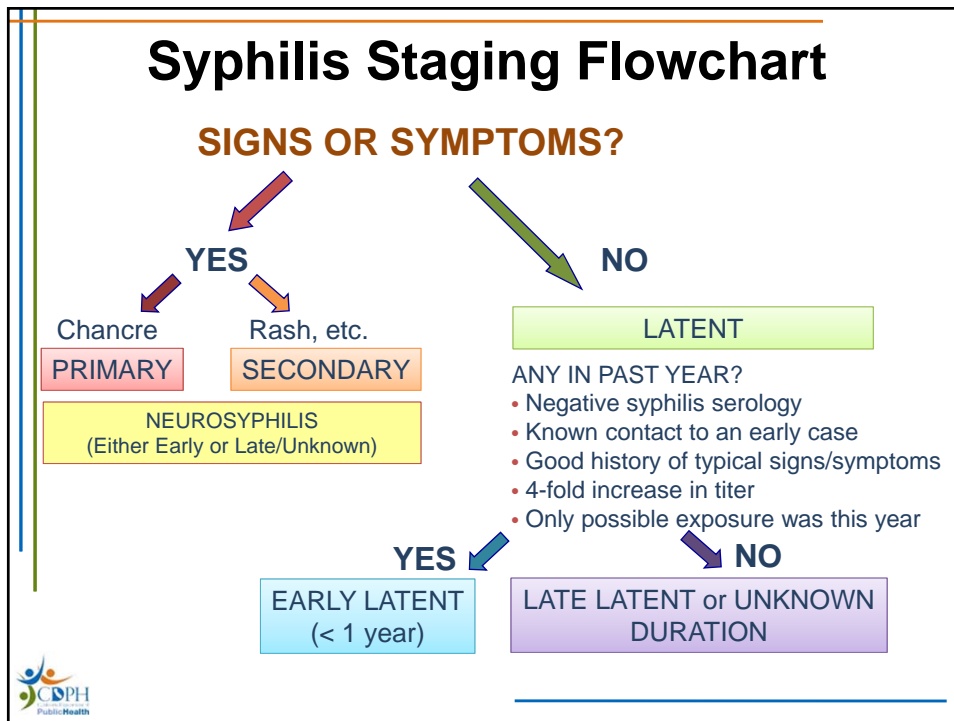 Syphilis Staging Flowchart
SIGNS OR SYMPTOMS?
YES
NO
Chancre
Rash, etc.
PRIMARY
SECONDARY
NEUROSYPHILIS
(Either Early or Late/Unknown)
LATENT
ANY IN PAST YEAR?
• Negative syphilis serology
• Known contact to an early case
• Good history of typical signs/symptoms
• 4-fold increase in titer
• Only possible exposure was this year
YES
NO
EARLY LATENT
(< 1 year)
LATE LATENT or UNKNOWN
DURATION
CDPH
PublicHealth